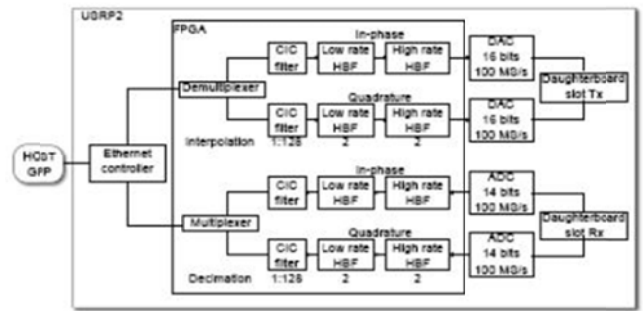 USRP2
FPGA
In-phase
CIC filter
Low rate HBF
High rate HBF
DAC 16 bits 100 MS/s
Demultiplexer
Daughterboard slot Tx
Quadrature
CIC filter
Low rate HBF
High rate HBF
DAC 16 bits 100 MS/s
Interpolation
1:128
2
2
HOST GPP
Ethernet controller
In-phase
CIC filter
Low rate HBF
High rate HBF
ADC 14 bits 100 MS/s
Multiplexer
Daughterboard slot Rx
Quadrature
CIC filter
Low rate HBF
High rate HBF
ADC 14 bits 100 MS/s
Decimation
1:128
2
2